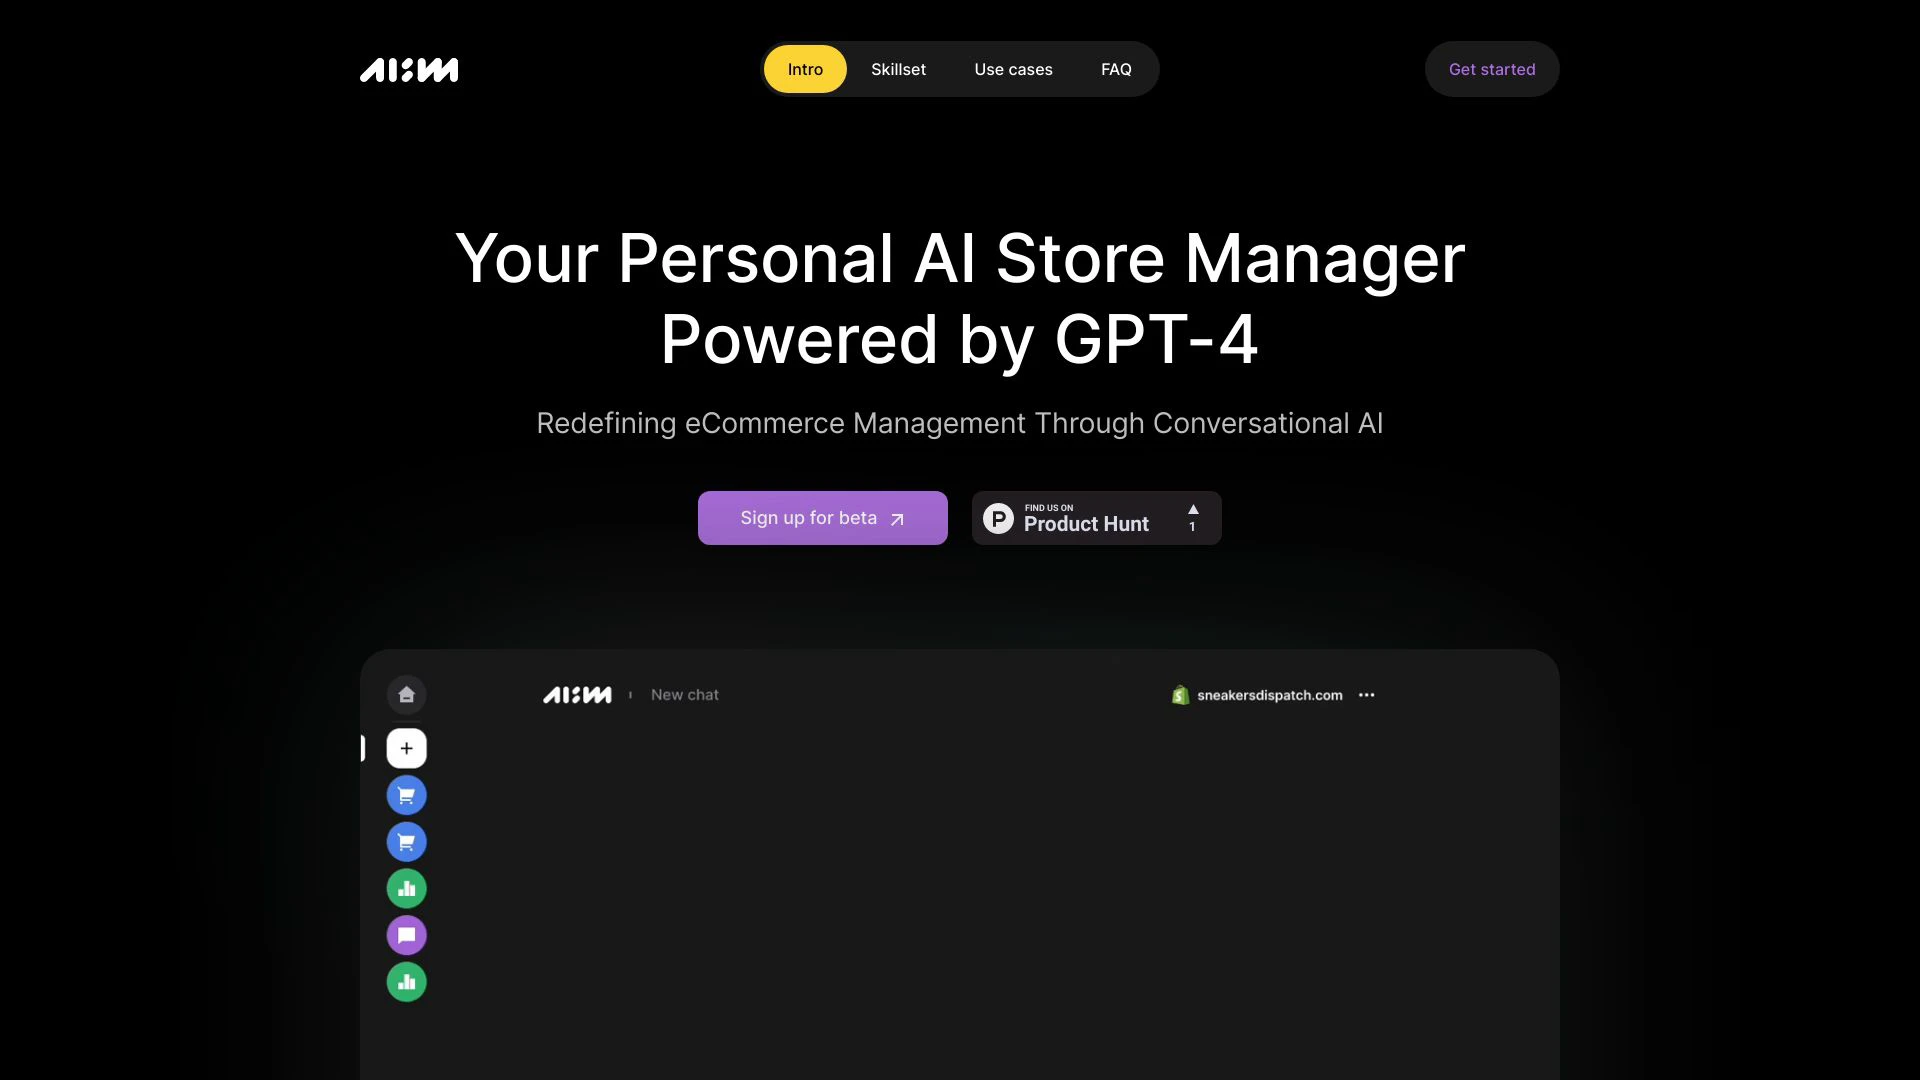 AI:M
Intro
Skillset
Use cases
FAQ
Get started
Your Personal AI Store Manager
Powered by GPT-4
Redefining eCommerce Management Through Conversational AI
Sign up for beta
FIND US ON
Product Hunt
1
AI:M
New chat
sneakersdispatch.com